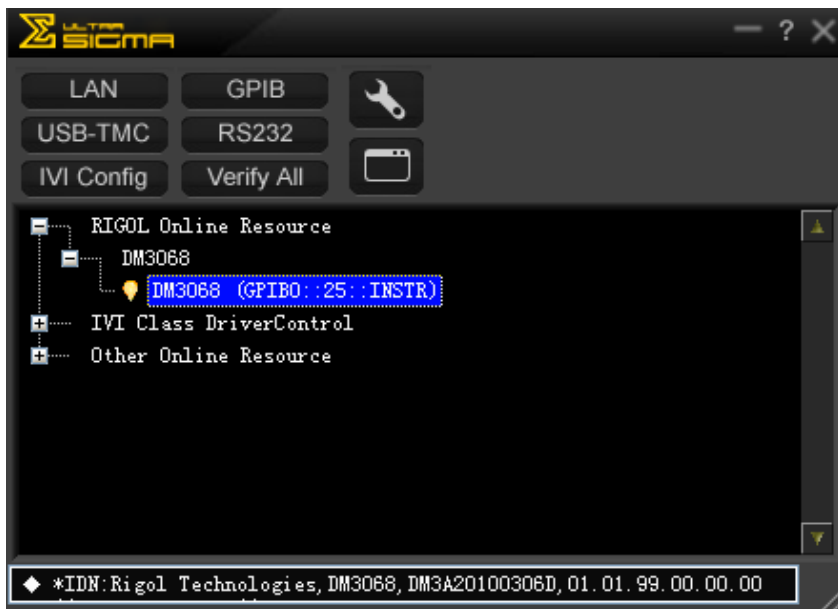 ULTRA
SIGMA
?
LAN GPIB
USB-TMC RS232
IVI Config Verify All
RIGOL Online Resource
DM3068
DM3068 (GPIB0::25::INSTR)
IVI Class DriverControl
Other Online Resource
*IDN:Rigol Technologies,DM3068,DM3A20100306D,01.01.99.00.00.00